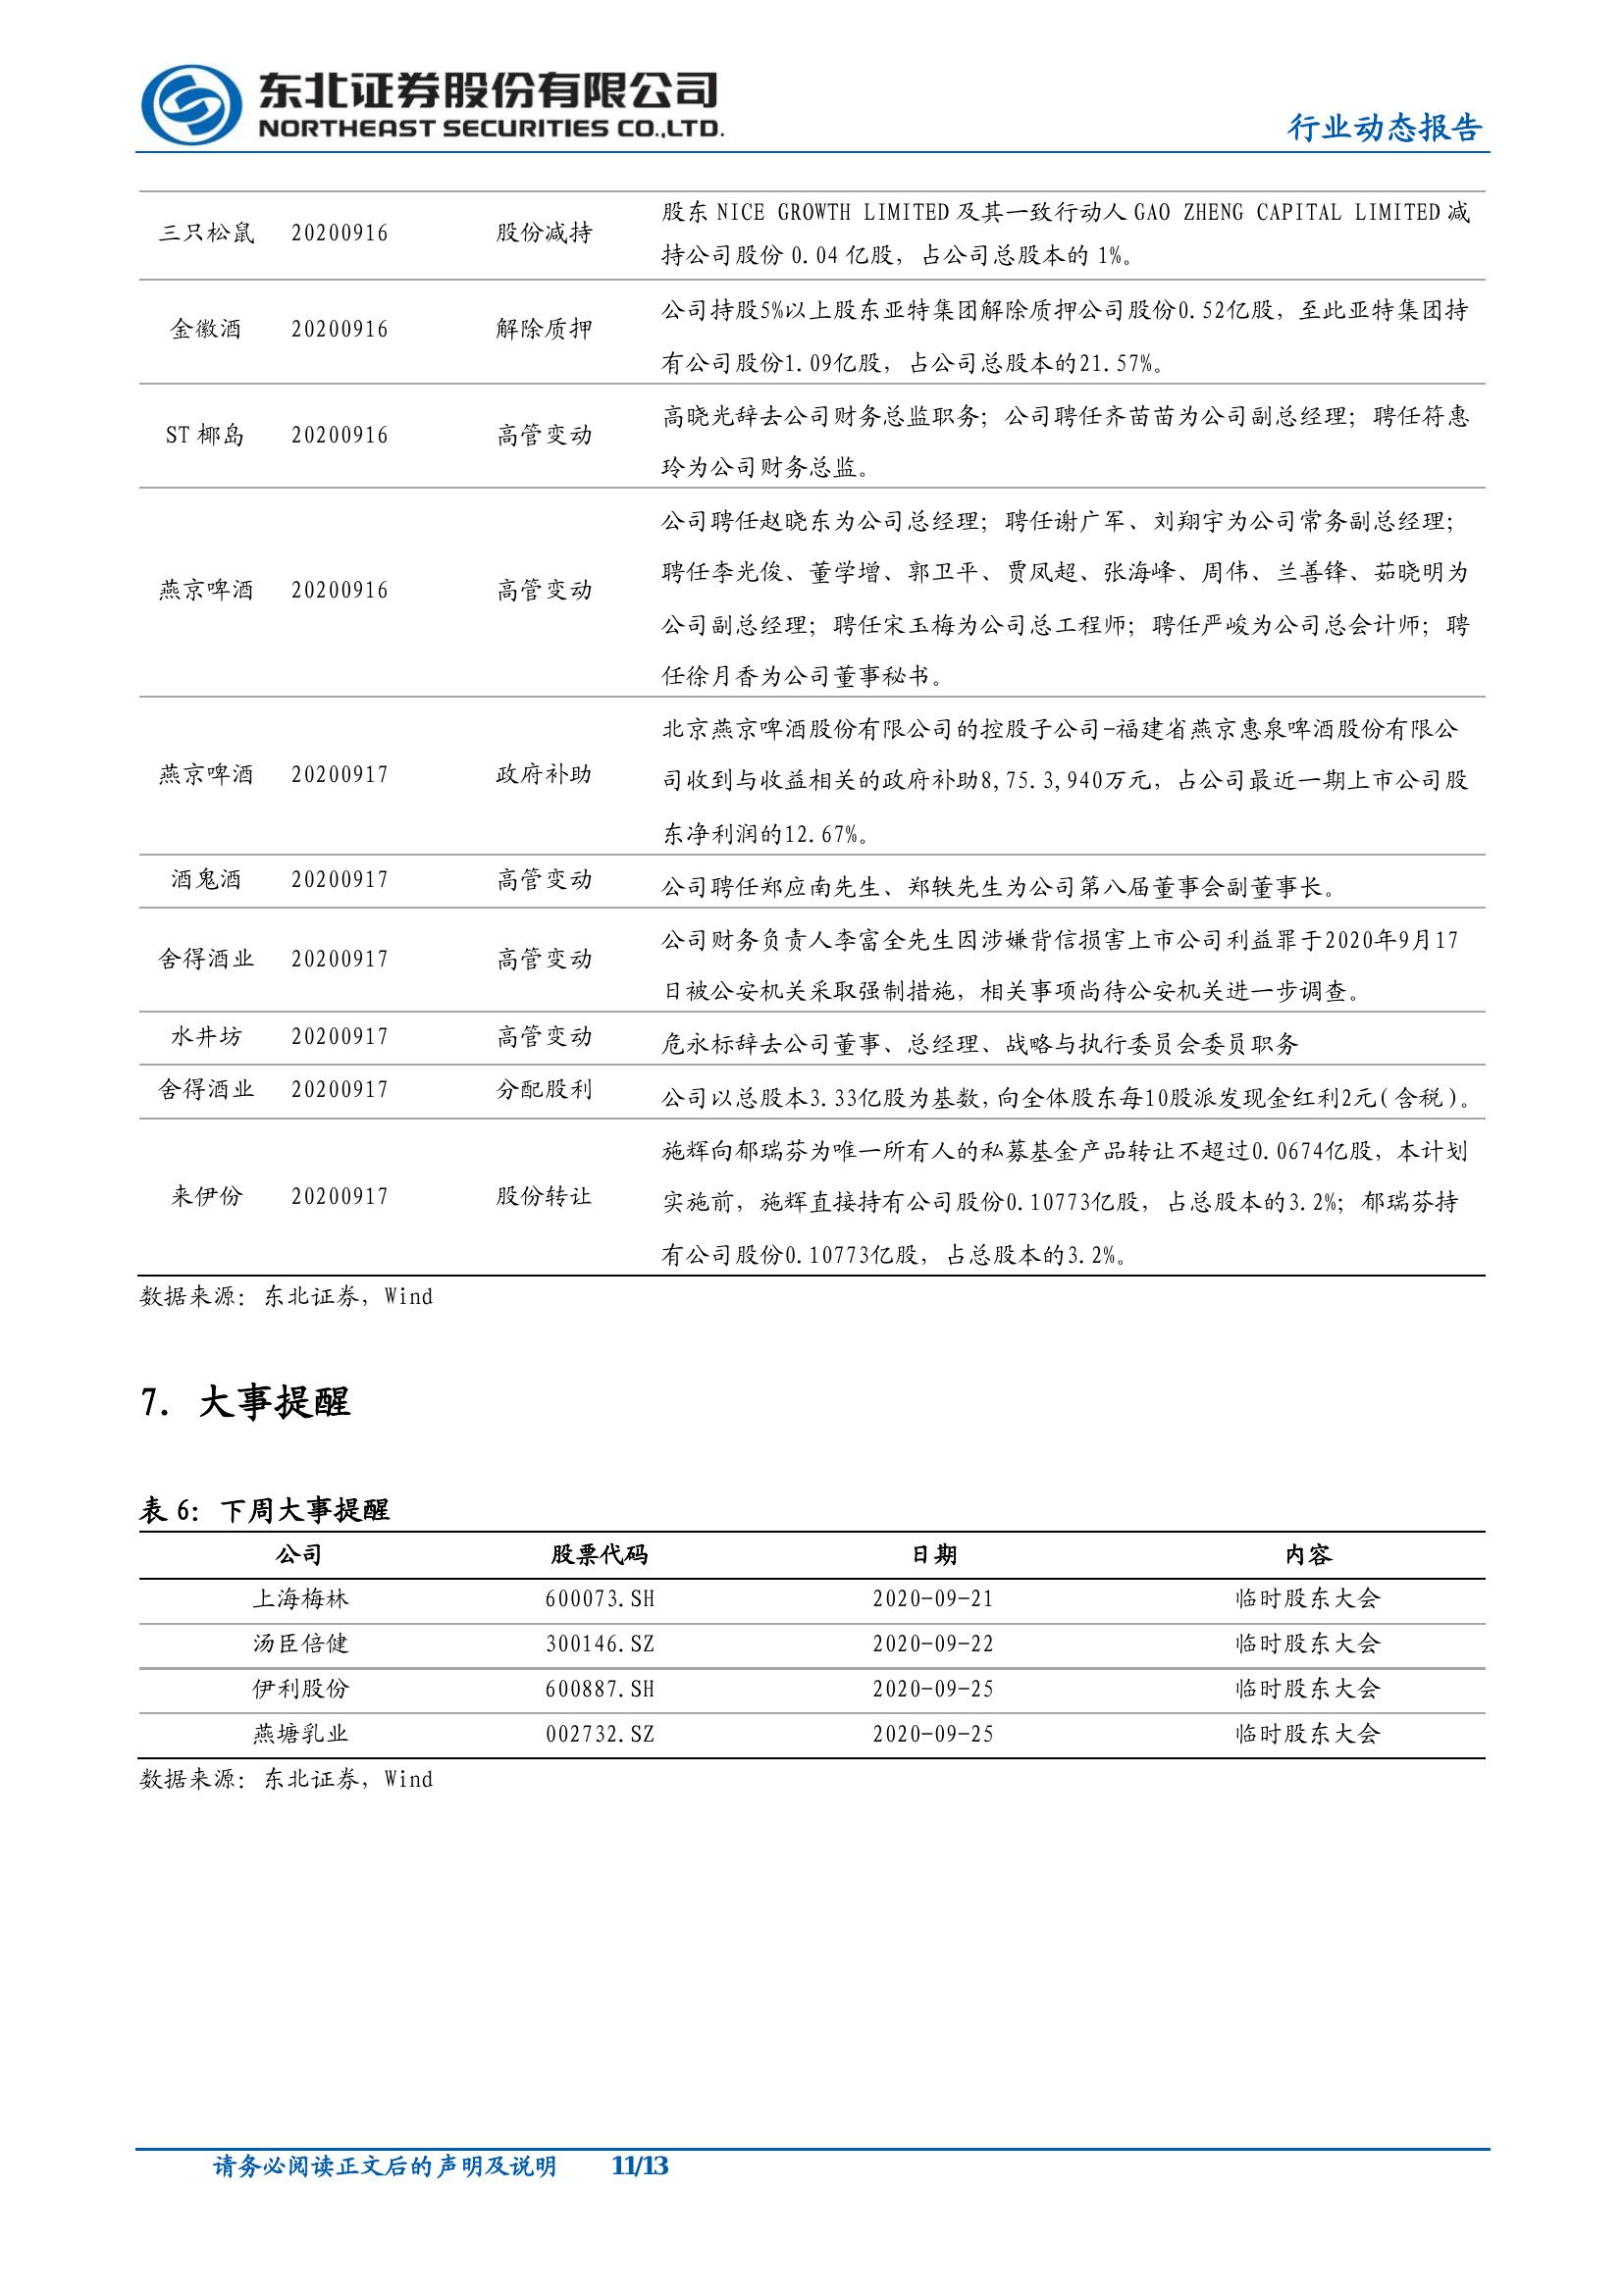 东北证券股份有限公司
NORTHEAST SECURITIES CO.,LTD.
行业动态报告
三只松鼠 20200916 股份减持 股东 NICE GROWTH LIMITED 及其一致行动人 GAO ZHENG CAPITAL LIMITED 减
持公司股份 0.04 亿股，占公司总股本的 1%。
金徽酒 20200916 解除质押 公司持股5%以上股东亚特集团解除质押公司股份0.52亿股，至此亚特集团持
有公司股份1.09亿股，占公司总股本的21.57%。
ST 椰岛 20200916 高管变动 高晓光辞去公司财务总监职务；公司聘任齐苗苗为公司副总经理；聘任符惠
玲为公司财务总监。
燕京啤酒 20200916 高管变动 公司聘任赵晓东为公司总经理；聘任谢广军、刘翔宇为公司常务副总经理；
聘任李光俊、董学增、郭卫平、贾凤超、张海峰、周伟、兰善锋、茹晓明为
公司副总经理；聘任宋玉梅为公司总工程师；聘任严峻为公司总会计师；聘
任徐月香为公司董事秘书。
燕京啤酒 20200917 政府补助 北京燕京啤酒股份有限公司的控股子公司-福建省燕京惠泉啤酒股份有限公
司收到与收益相关的政府补助8,75.3,940万元，占公司最近一期上市公司股
东净利润的12.67%。
酒鬼酒 20200917 高管变动 公司聘任郑应南先生、郑轶先生为公司第八届董事会副董事长。
舍得酒业 20200917 高管变动 公司财务负责人李富全先生因涉嫌背信损害上市公司利益罪于2020年9月17
日被公安机关采取强制措施，相关事项尚待公安机关进一步调查。
水井坊 20200917 高管变动 危永标辞去公司董事、总经理、战略与执行委员会委员职务
舍得酒业 20200917 分配股利 公司以总股本3.33亿股为基数,向全体股东每10股派发现金红利2元(含税)。
来伊份 20200917 股份转让 施辉向郁瑞芬为唯一所有人的私募基金产品转让不超过0.0674亿股，本计划
实施前，施辉直接持有公司股份0.10773亿股，占总股本的3.2%；郁瑞芬持
有公司股份0.10773亿股，占总股本的3.2%。
数据来源：东北证券，Wind
7. 大事提醒
表 6：下周大事提醒
公司 股票代码 日期 内容
上海梅林 600073.SH 2020-09-21 临时股东大会
汤臣倍健 300146.SZ 2020-09-22 临时股东大会
伊利股份 600887.SH 2020-09-25 临时股东大会
燕塘乳业 002732.SZ 2020-09-25 临时股东大会
数据来源：东北证券，Wind
请务必阅读正文后的声明及说明 11/13